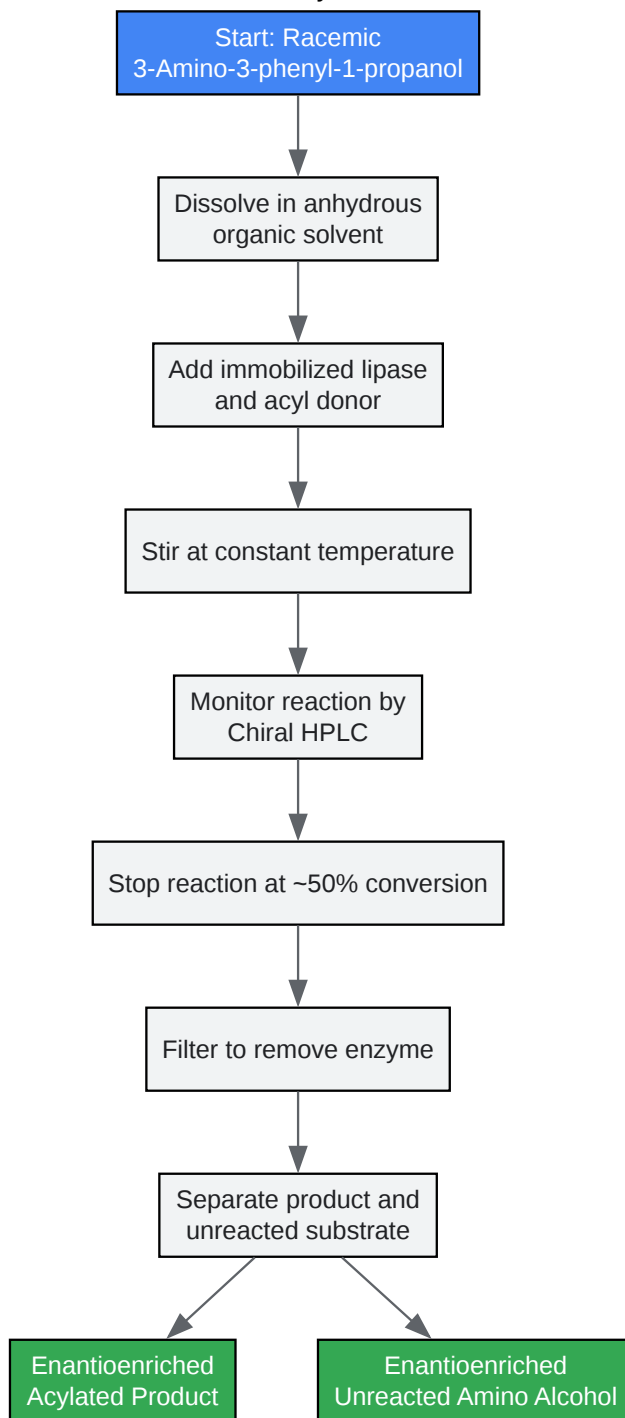 Start: Racemic
3-Amino-3-phenyl-1-propanol
Dissolve in anhydrous
organic solvent
Add immobilized lipase
and acyl donor
Stir at constant temperature
Monitor reaction by
Chiral HPLC
Stop reaction at ~50% conversion
Filter to remove enzyme
Separate product and
unreacted substrate
Enantioenriched
Acylated Product
Enantioenriched
Unreacted Amino Alcohol